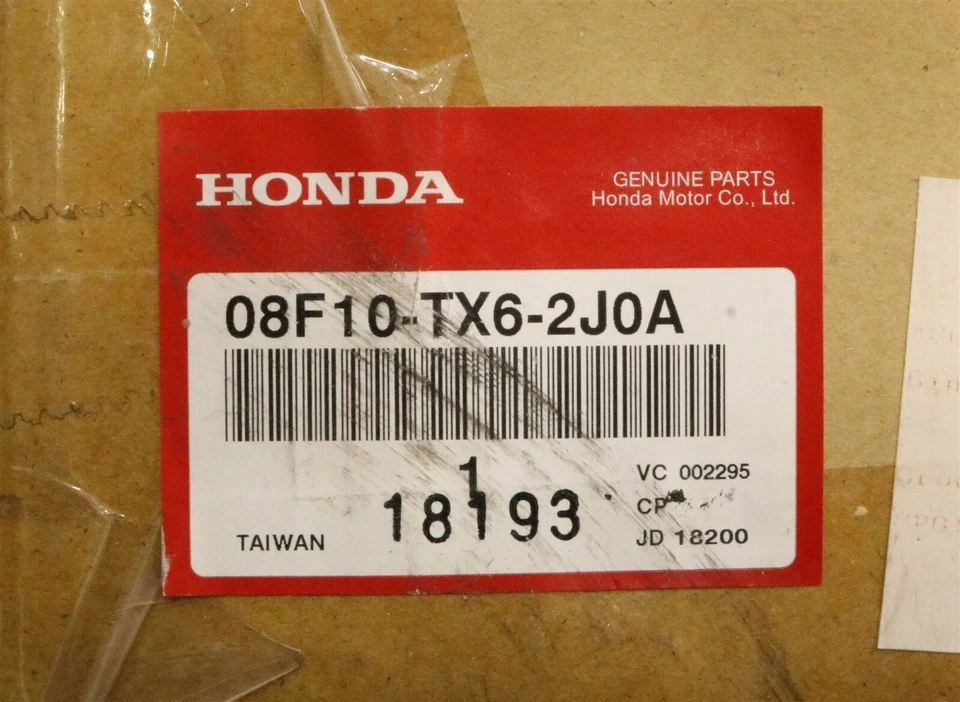 HONDA
GENUINE PARTS
Honda Motor Co., Ltd.
08F10-TX6-2J0A
1
18193
VC 002295
CP
JD 18200
TAIWAN